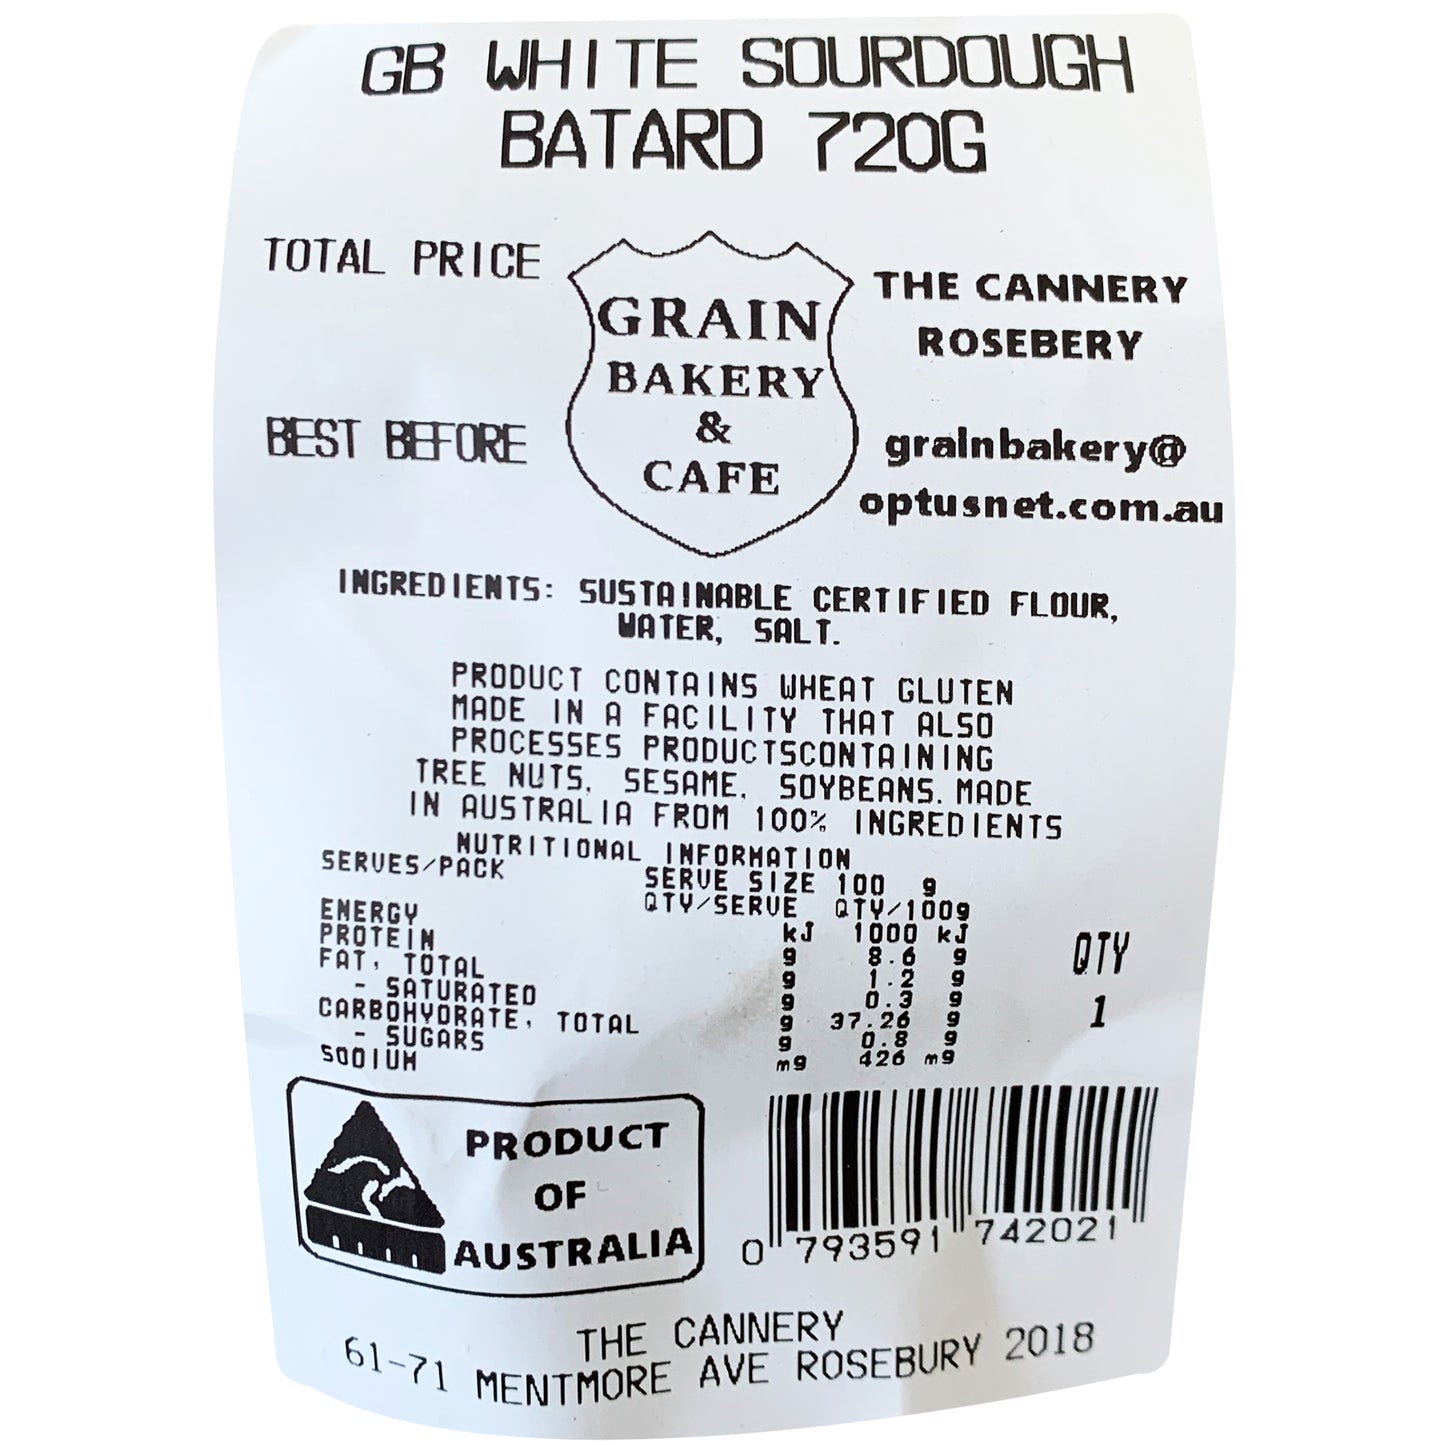 GB WHITE SOURDOUGH
BATARD 720G
TOTAL PRICE
BEST BEFORE
GRAIN
BAKERY
&
CAFE
THE CANNERY
ROSEBERY
grainbakery@
optusnet.com.au
INGREDIENTS: SUSTAINABLE CERTIFIED FLOUR,
WATER, SALT.
PRODUCT CONTAINS WHEAT GLUTEN
MADE IN A FACILITY THAT ALSO
PROCESSES PRODUCTSCONTAINING
TREE NUTS, SESAME, SOYBEANS. MADE
IN AUSTRALIA FROM 100% INGREDIENTS
NUTRITIONAL INFORMATION
SERVES/PACK SERVE SIZE 100 g
QTY/SERVE QTY/100g
ENERGY kJ 1000 kJ
PROTEIN g 8.6 g
FAT, TOTAL g 1.2 g
- SATURATED g 0.3 g
CARBOHYDRATE, TOTAL g 37.26 g
- SUGARS g 0.8 g
SODIUM mg 426 mg
QTY
1
PRODUCT
OF
AUSTRALIA
0 793591 742021
THE CANNERY
61-71 MENTMORE AVE ROSEBURY 2018